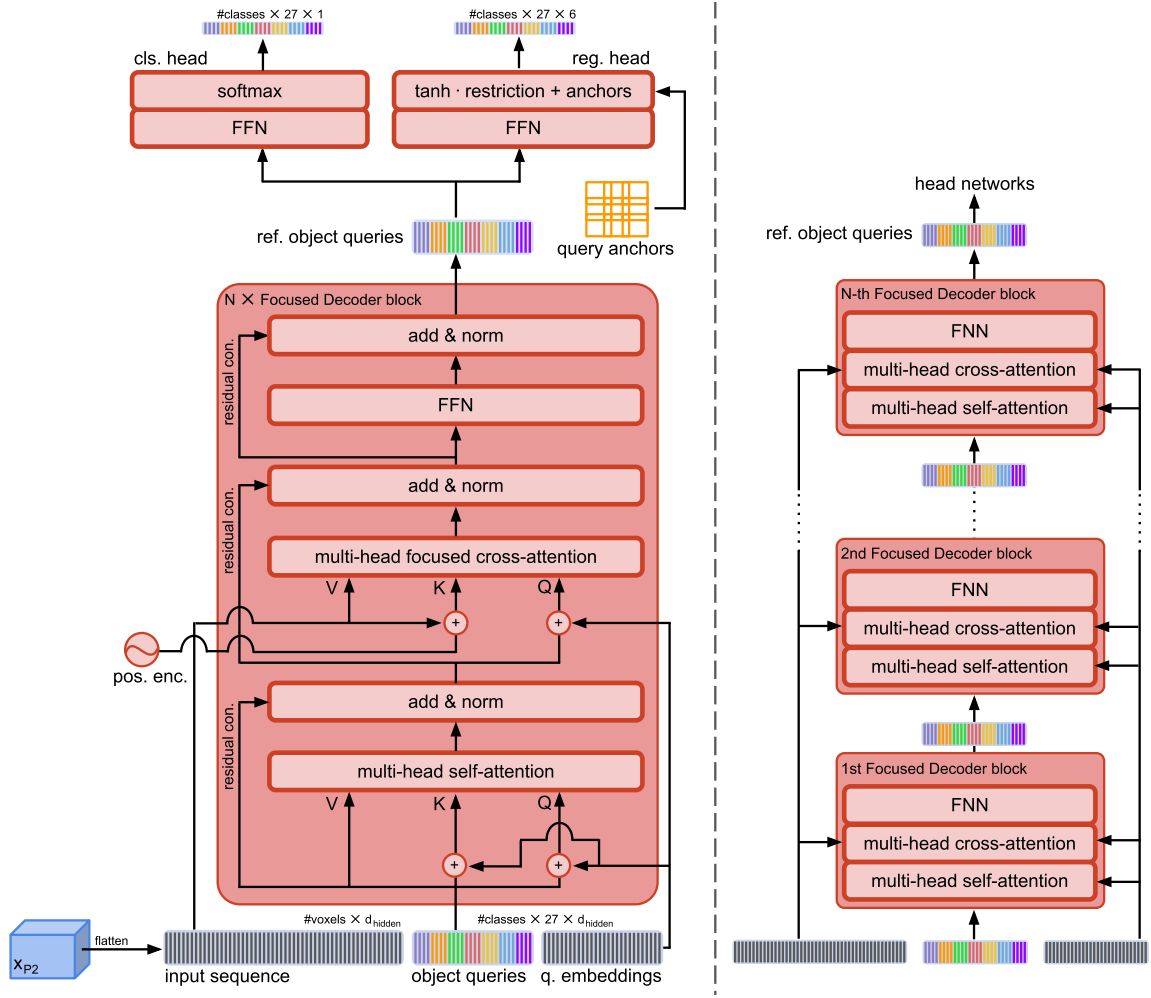 #classes × 27 × 1
#classes × 27 × 6
cls. head
reg. head
softmax
FFN
tanh · restriction + anchors
FFN
ref. object queries
query anchors
N × Focused Decoder block
add & norm
residual con.
FFN
add & norm
residual con.
multi-head focused cross-attention
V
K
Q
+
+
pos. enc.
add & norm
residual con.
multi-head self-attention
V
K
Q
+
+
#voxels × dhidden
#classes × 27 × dhidden
xP2
flatten
input sequence
object queries
q. embeddings
head networks
ref. object queries
N-th Focused Decoder block
FNN
multi-head cross-attention
multi-head self-attention
2nd Focused Decoder block
FNN
multi-head cross-attention
multi-head self-attention
1st Focused Decoder block
FNN
multi-head cross-attention
multi-head self-attention